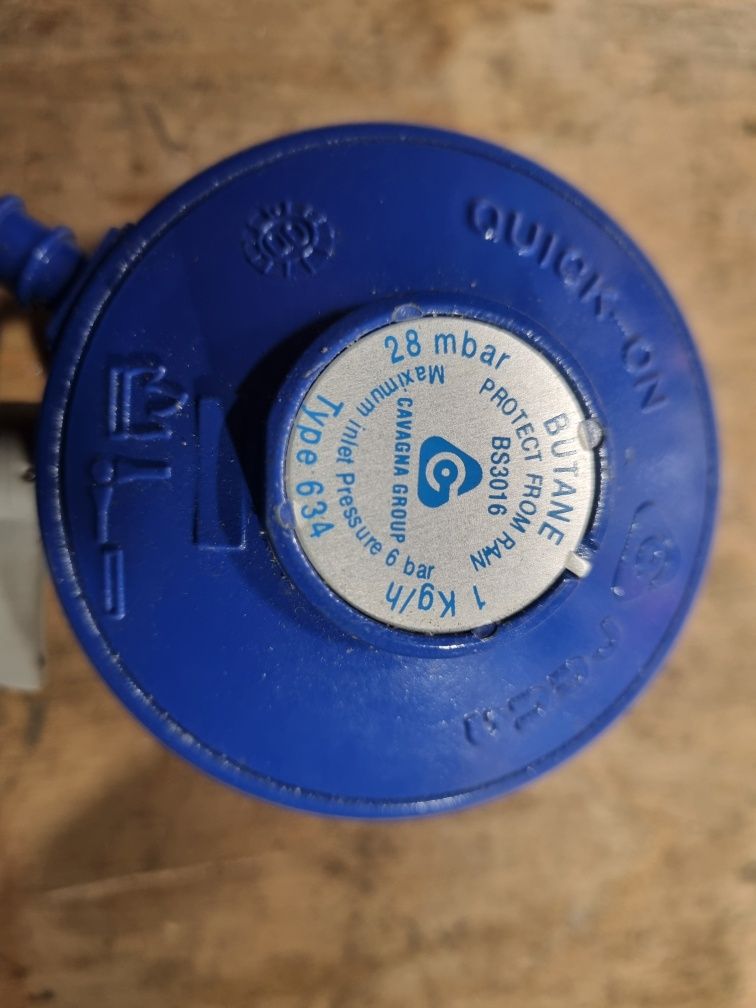 QUICK-ON
28 mbar
BUTANE
1 Kg/h
Type 634
PROTECT FROM RAIN
BS3016
CAVAGNA GROUP
Maximum inlet Pressure 6 bar